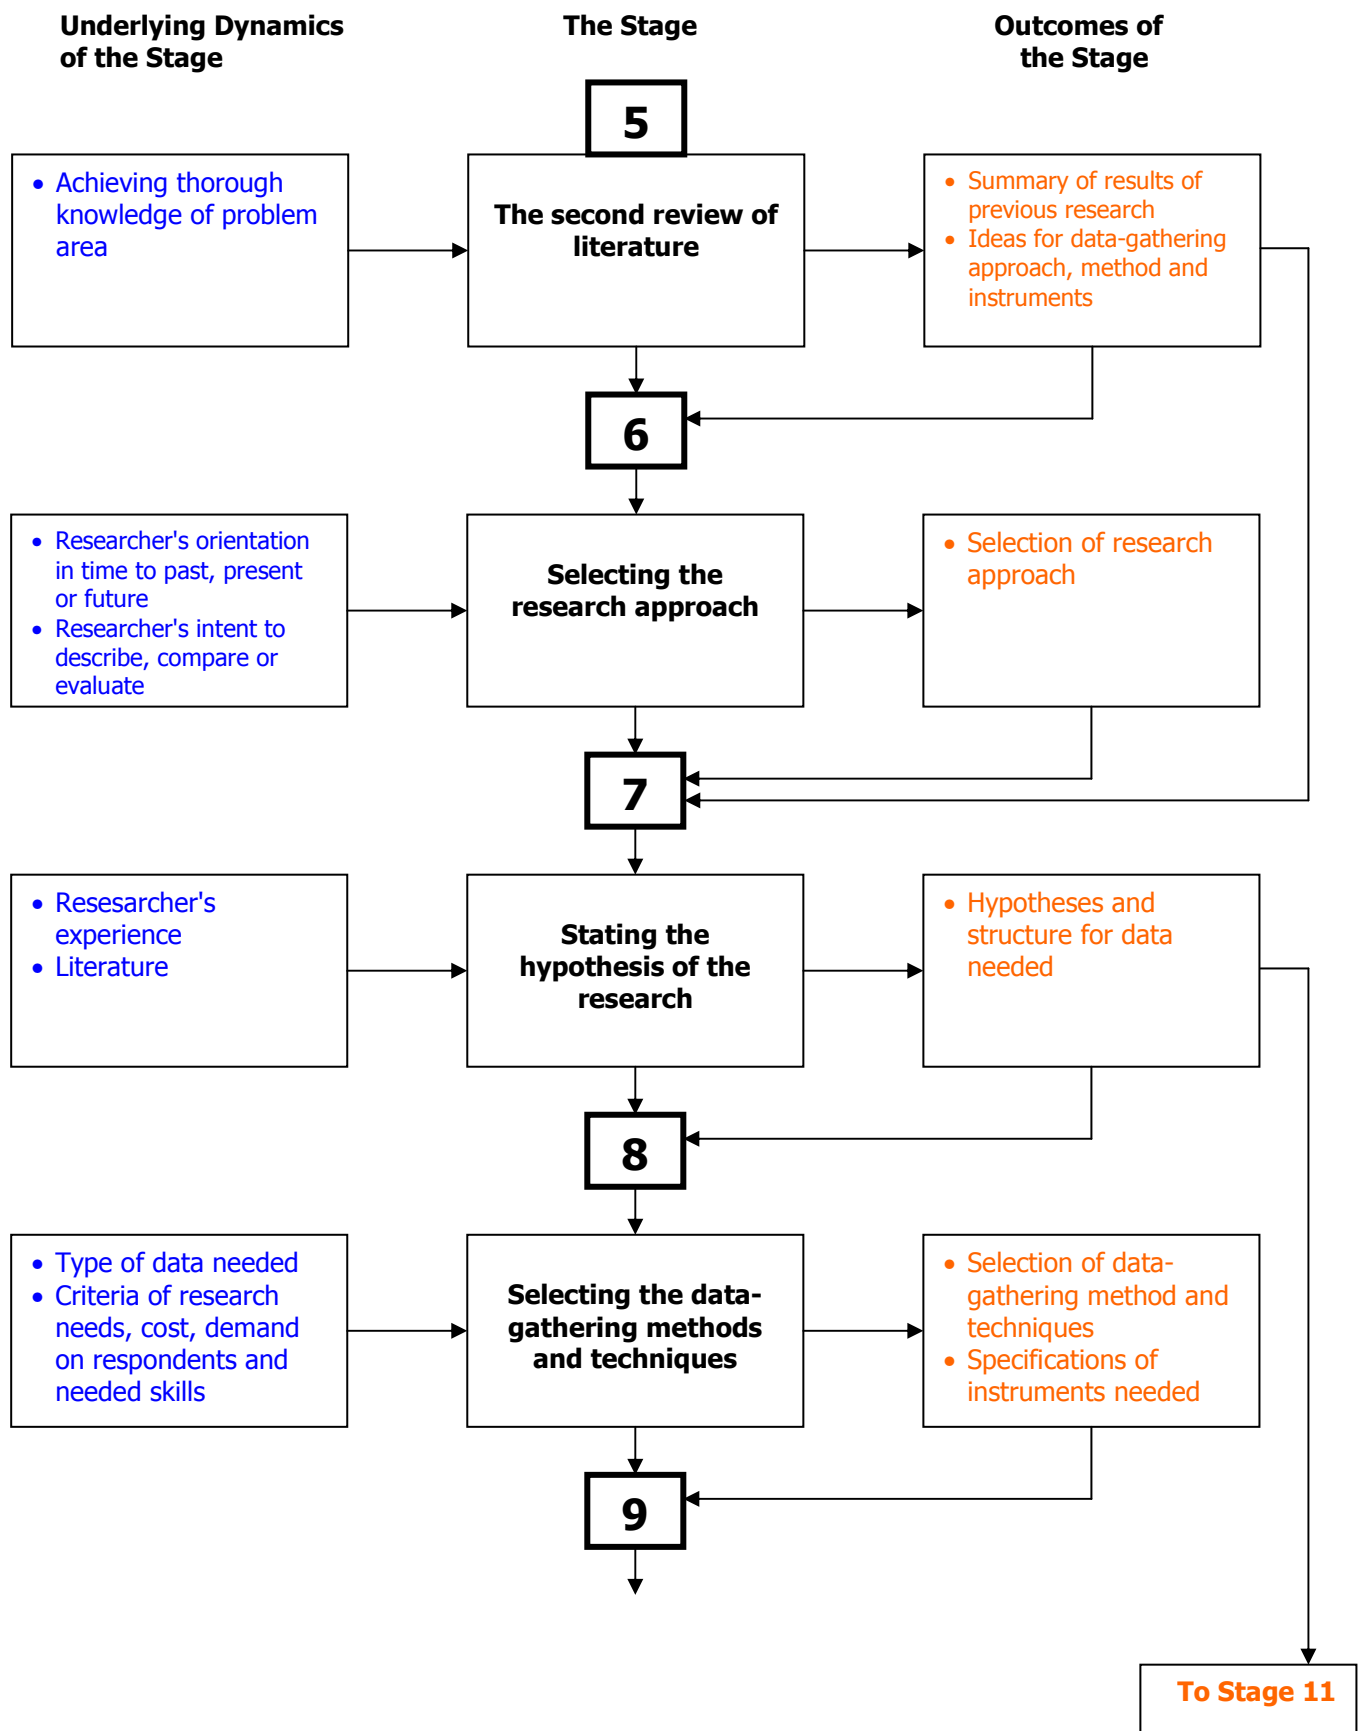 Underlying Dynamics
of the Stage
The Stage
Outcomes of
the Stage
5
• Achieving thorough
knowledge of problem
area
The second review of
literature
• Summary of results of
previous research
• Ideas for data-gathering
approach, method and
instruments
6
• Researcher's orientation
in time to past, present
or future
• Researcher's intent to
describe, compare or
evaluate
Selecting the
research approach
• Selection of research
approach
7
• Resesarcher's
experience
• Literature
Stating the
hypothesis of the
research
• Hypotheses and
structure for data
needed
8
• Type of data needed
• Criteria of research
needs, cost, demand
on respondents and
needed skills
Selecting the data-
gathering methods
and techniques
• Selection of data-
gathering method and
techniques
• Specifications of
instruments needed
9
To Stage 11